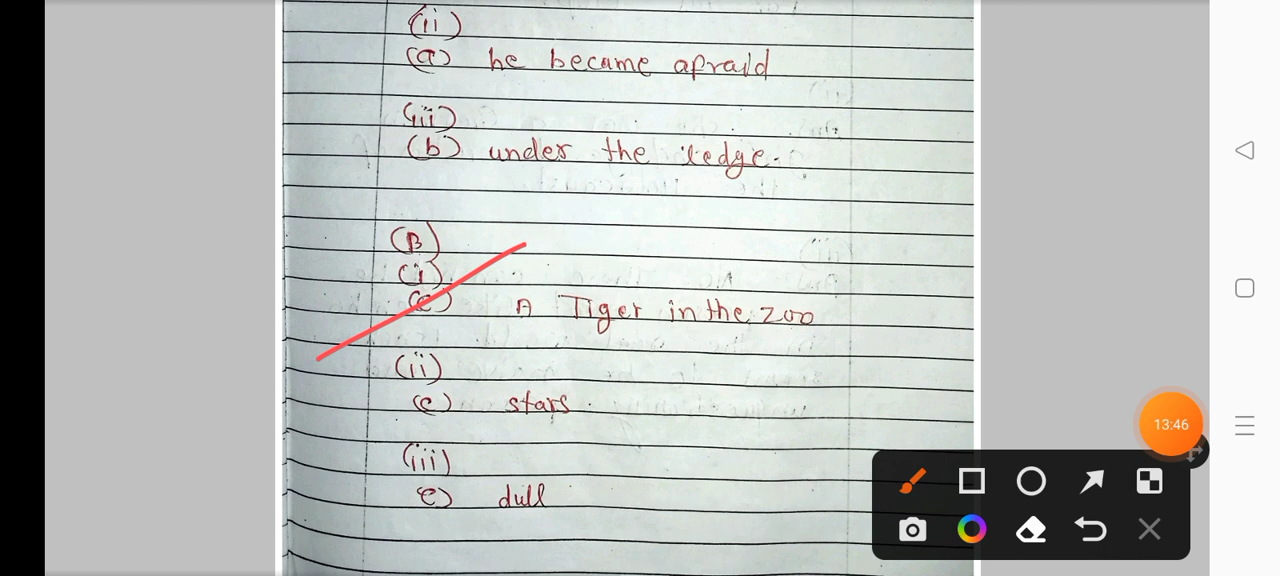 (ii)
(a) he became afraid
(iii)
(b) under the ledge.
(B)
(i)
(c) A Tiger in the zoo
(ii)
(c) stars
(iii)
(c) dull
13:46